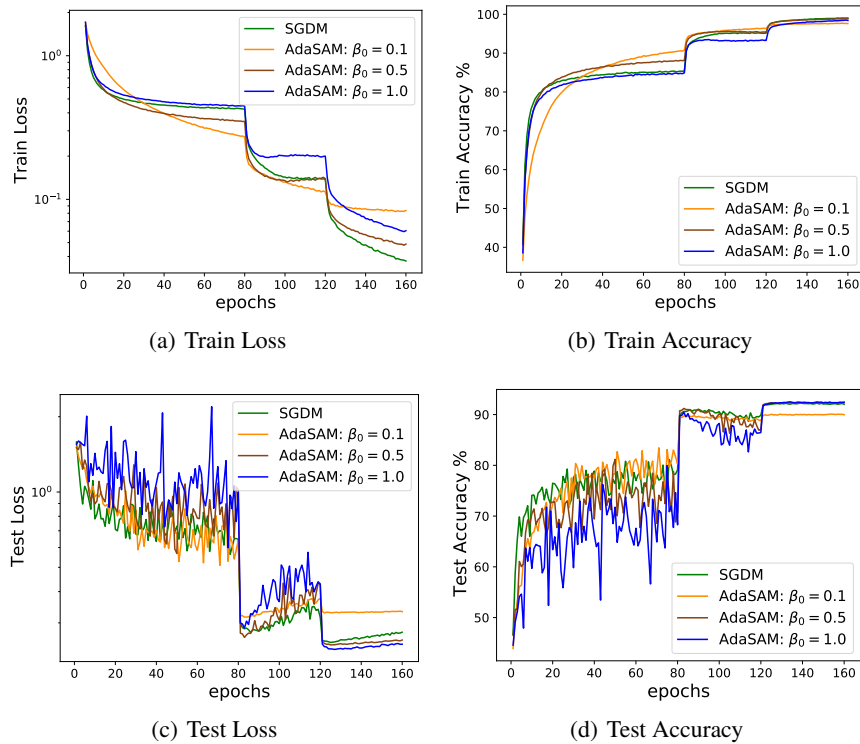 SGDM
AdaSAM: β₀ = 0.1
AdaSAM: β₀ = 0.5
AdaSAM: β₀ = 1.0
10⁰
10⁻¹
Train Loss
0 20 40 60 80 100 120 140 160
epochs
(a) Train Loss
100
90
80
70
60
50
40
Train Accuracy %
SGDM
AdaSAM: β₀ = 0.1
AdaSAM: β₀ = 0.5
AdaSAM: β₀ = 1.0
0 20 40 60 80 100 120 140 160
epochs
(b) Train Accuracy
SGDM
AdaSAM: β₀ = 0.1
AdaSAM: β₀ = 0.5
AdaSAM: β₀ = 1.0
10⁰
Test Loss
0 20 40 60 80 100 120 140 160
epochs
(c) Test Loss
90
80
70
60
50
Test Accuracy %
SGDM
AdaSAM: β₀ = 0.1
AdaSAM: β₀ = 0.5
AdaSAM: β₀ = 1.0
0 20 40 60 80 100 120 140 160
epochs
(d) Test Accuracy